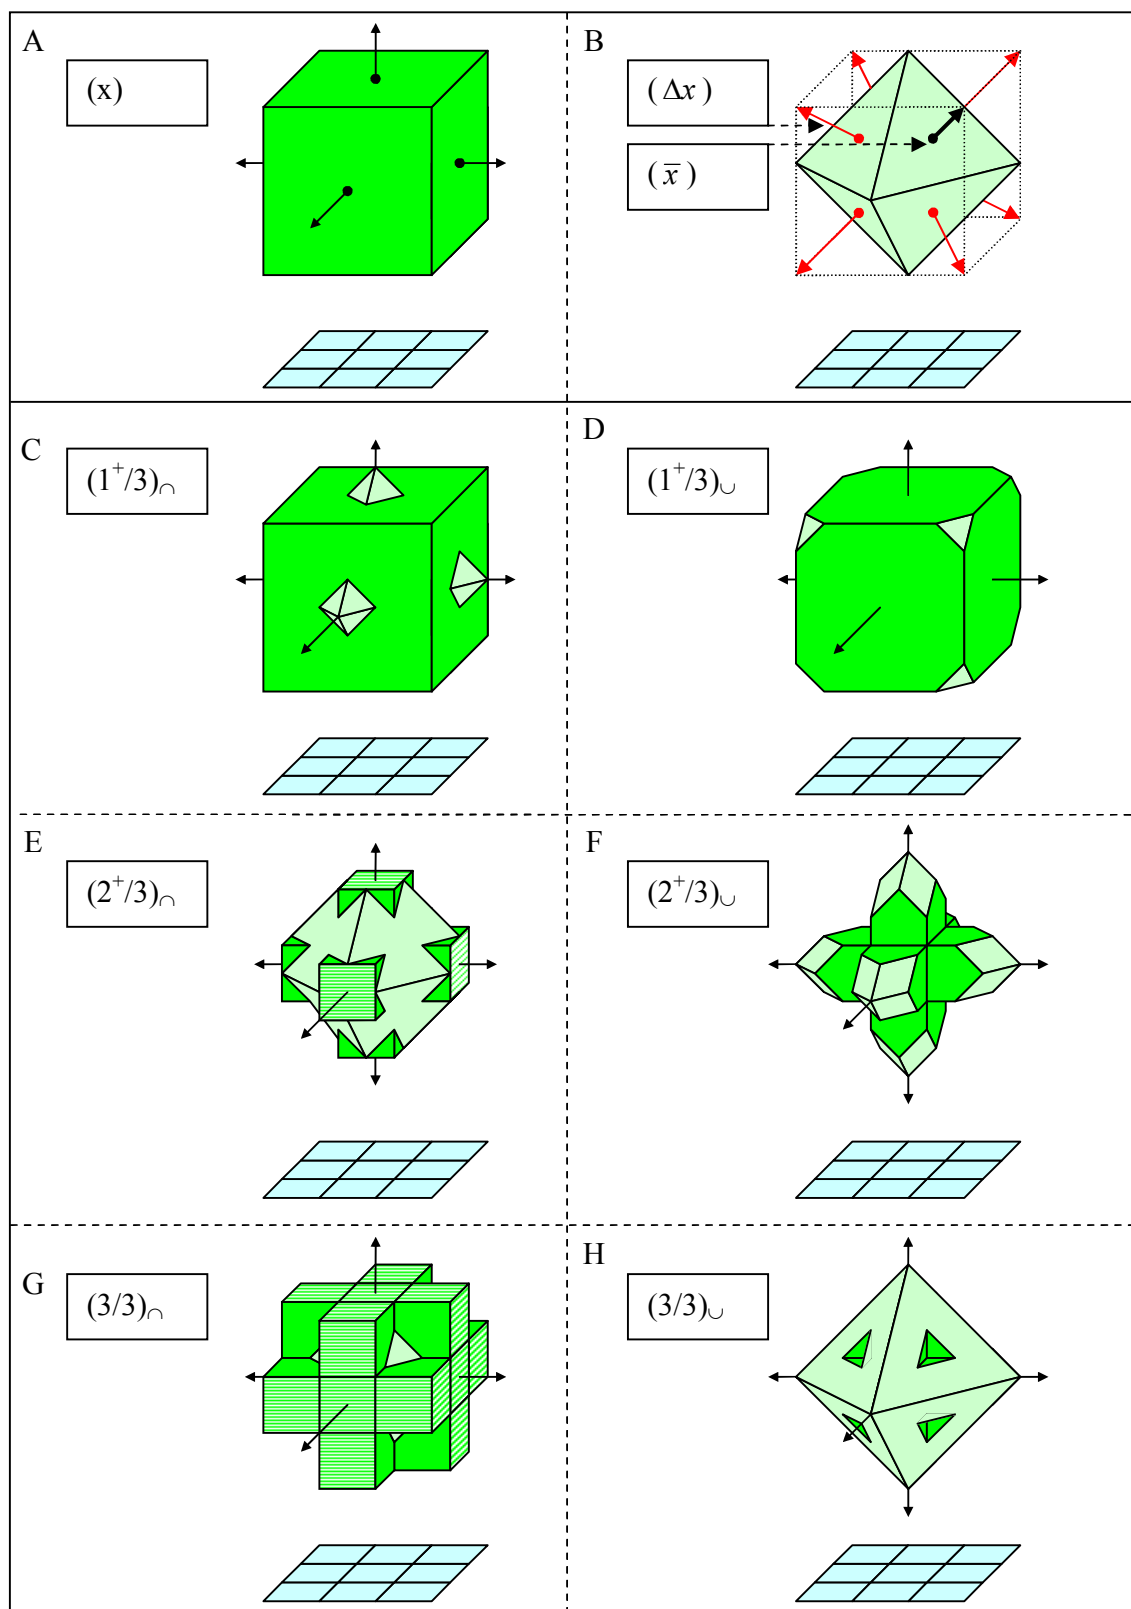 A
(x)
B
(Δx)
(x̄)
C
(1⁺/3)∩
D
(1⁺/3)∪
E
(2⁺/3)∩
F
(2⁺/3)∪
G
(3/3)∩
H
(3/3)∪